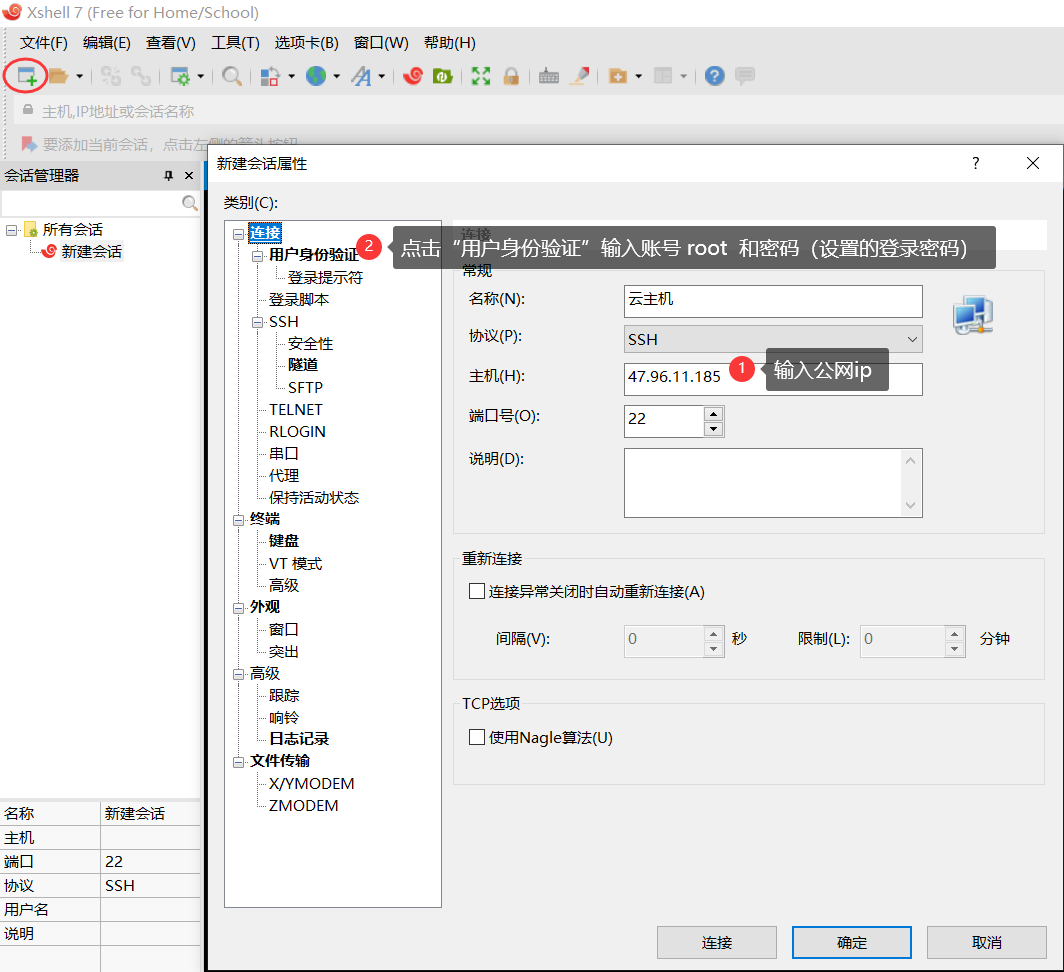 Xshell 7 (Free for Home/School)
文件(F) 编辑(E) 查看(V) 工具(T) 选项卡(B) 窗口(W) 帮助(H)
主机,IP地址或会话名称
要添加当前会话，点击左侧的箭头按钮
会话管理器
所有会话
新建会话
名称 新建会话
主机
端口 22
协议 SSH
用户名
说明
新建会话属性
类别(C):
连接
用户身份验证
登录提示符
登录脚本
SSH
安全性
隧道
SFTP
TELNET
RLOGIN
串口
代理
保持活动状态
终端
键盘
VT 模式
高级
外观
窗口
突出
高级
跟踪
响铃
日志记录
文件传输
X/YMODEM
ZMODEM
连接
2 点击“用户身份验证”输入账号 root 和密码（设置的登录密码）
常规
名称(N): 云主机
协议(P): SSH
主机(H): 47.96.11.185
1 输入公网ip
端口号(O): 22
说明(D):
重新连接
连接异常关闭时自动重新连接(A)
间隔(V): 0 秒 限制(L): 0 分钟
TCP选项
使用Nagle算法(U)
连接 确定 取消